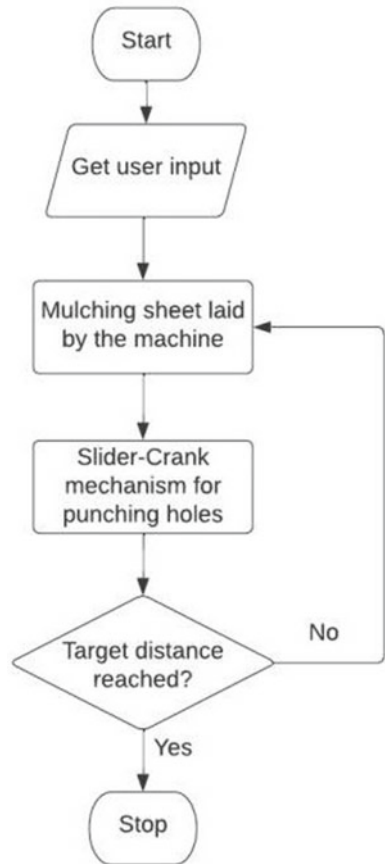 Start
Get user input
Mulching sheet laid
by the machine
Slider-Crank
mechanism for
punching holes
Target distance
reached?
No
Yes
Stop